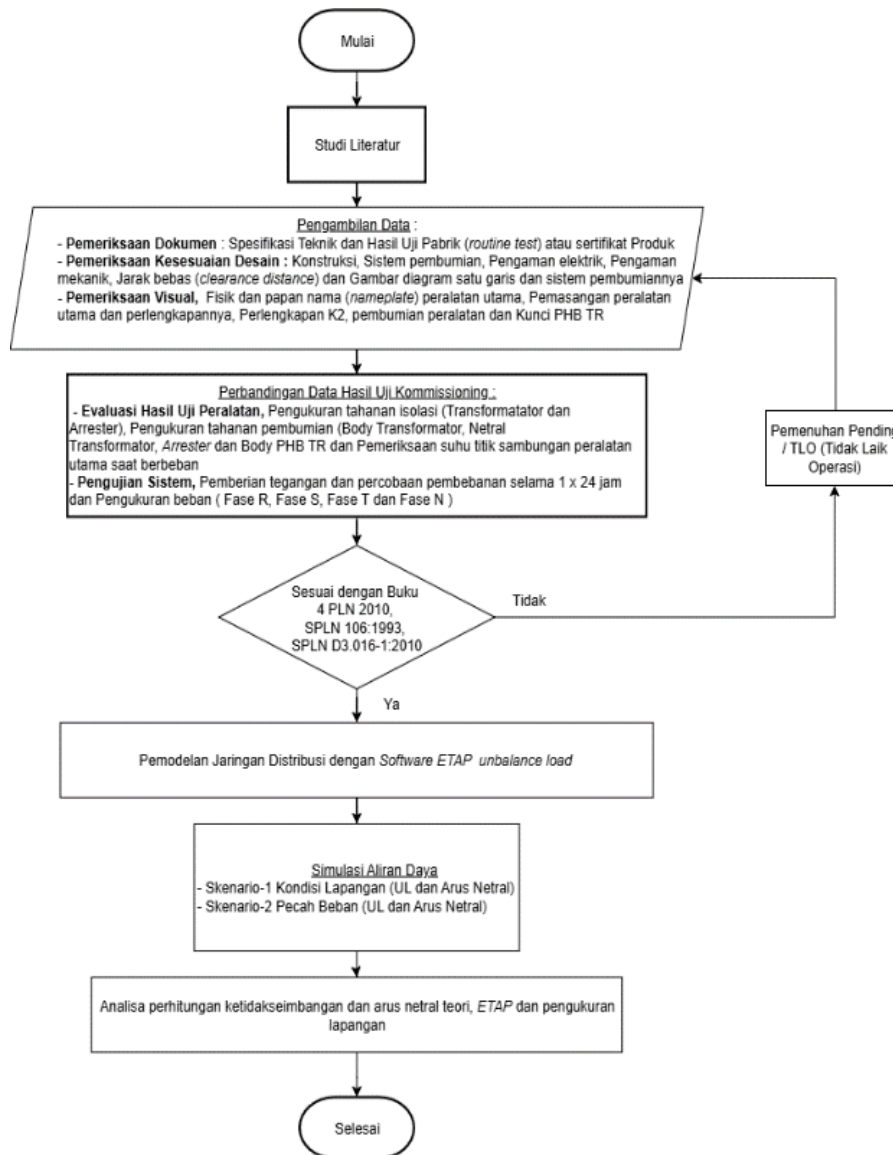 Mulai
Studi Literatur
Pengambilan Data :
- Pemeriksaan Dokumen : Spesifikasi Teknik dan Hasil Uji Pabrik (routine test) atau sertifikat Produk
- Pemeriksaan Kesesuaian Desain : Konstruksi, Sistem pembumian, Pengaman elektrik, Pengaman
mekanik, Jarak bebas (clearance distance) dan Gambar diagram satu garis dan sistem pembumiannya
- Pemeriksaan Visual, Fisik dan papan nama (nameplate) peralatan utama, Pemasangan peralatan
utama dan perlengkapannya, Perlengkapan K2, pembumian peralatan dan Kunci PHB TR
Perbandingan Data Hasil Uji Kommissioning :
- Evaluasi Hasil Uji Peralatan, Pengukuran tahanan isolasi (Transformatator dan
Arrester), Pengukuran tahanan pembumian (Body Transformator, Netral
Transformator, Arrester dan Body PHB TR dan Pemeriksaan suhu titik sambungan peralatan
utama saat berbeban
- Pengujian Sistem, Pemberian tegangan dan percobaan pembebanan selama 1 x 24 jam
dan Pengukuran beban ( Fase R, Fase S, Fase T dan Fase N )
Pemenuhan Pending
/ TLO (Tidak Laik
Operasi)
Sesuai dengan Buku
4 PLN 2010,
SPLN 106:1993,
SPLN D3.016-1:2010
Tidak
Ya
Pemodelan Jaringan Distribusi dengan Software ETAP unbalance load
Simulasi Aliran Daya
- Skenario-1 Kondisi Lapangan (UL dan Arus Netral)
- Skenario-2 Pecah Beban (UL dan Arus Netral)
Analisa perhitungan ketidakseimbangan dan arus netral teori, ETAP dan pengukuran
lapangan
Selesai